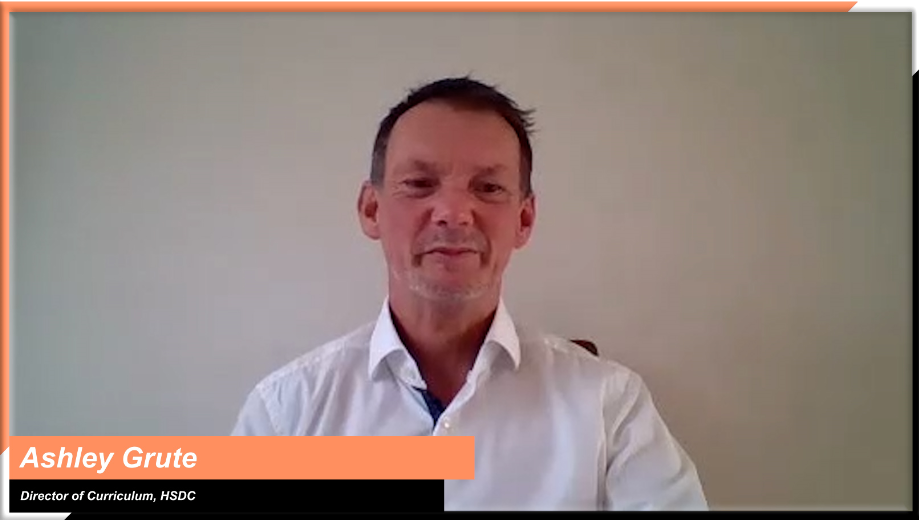 Ashley Grute
Director of Curriculum, HSDC